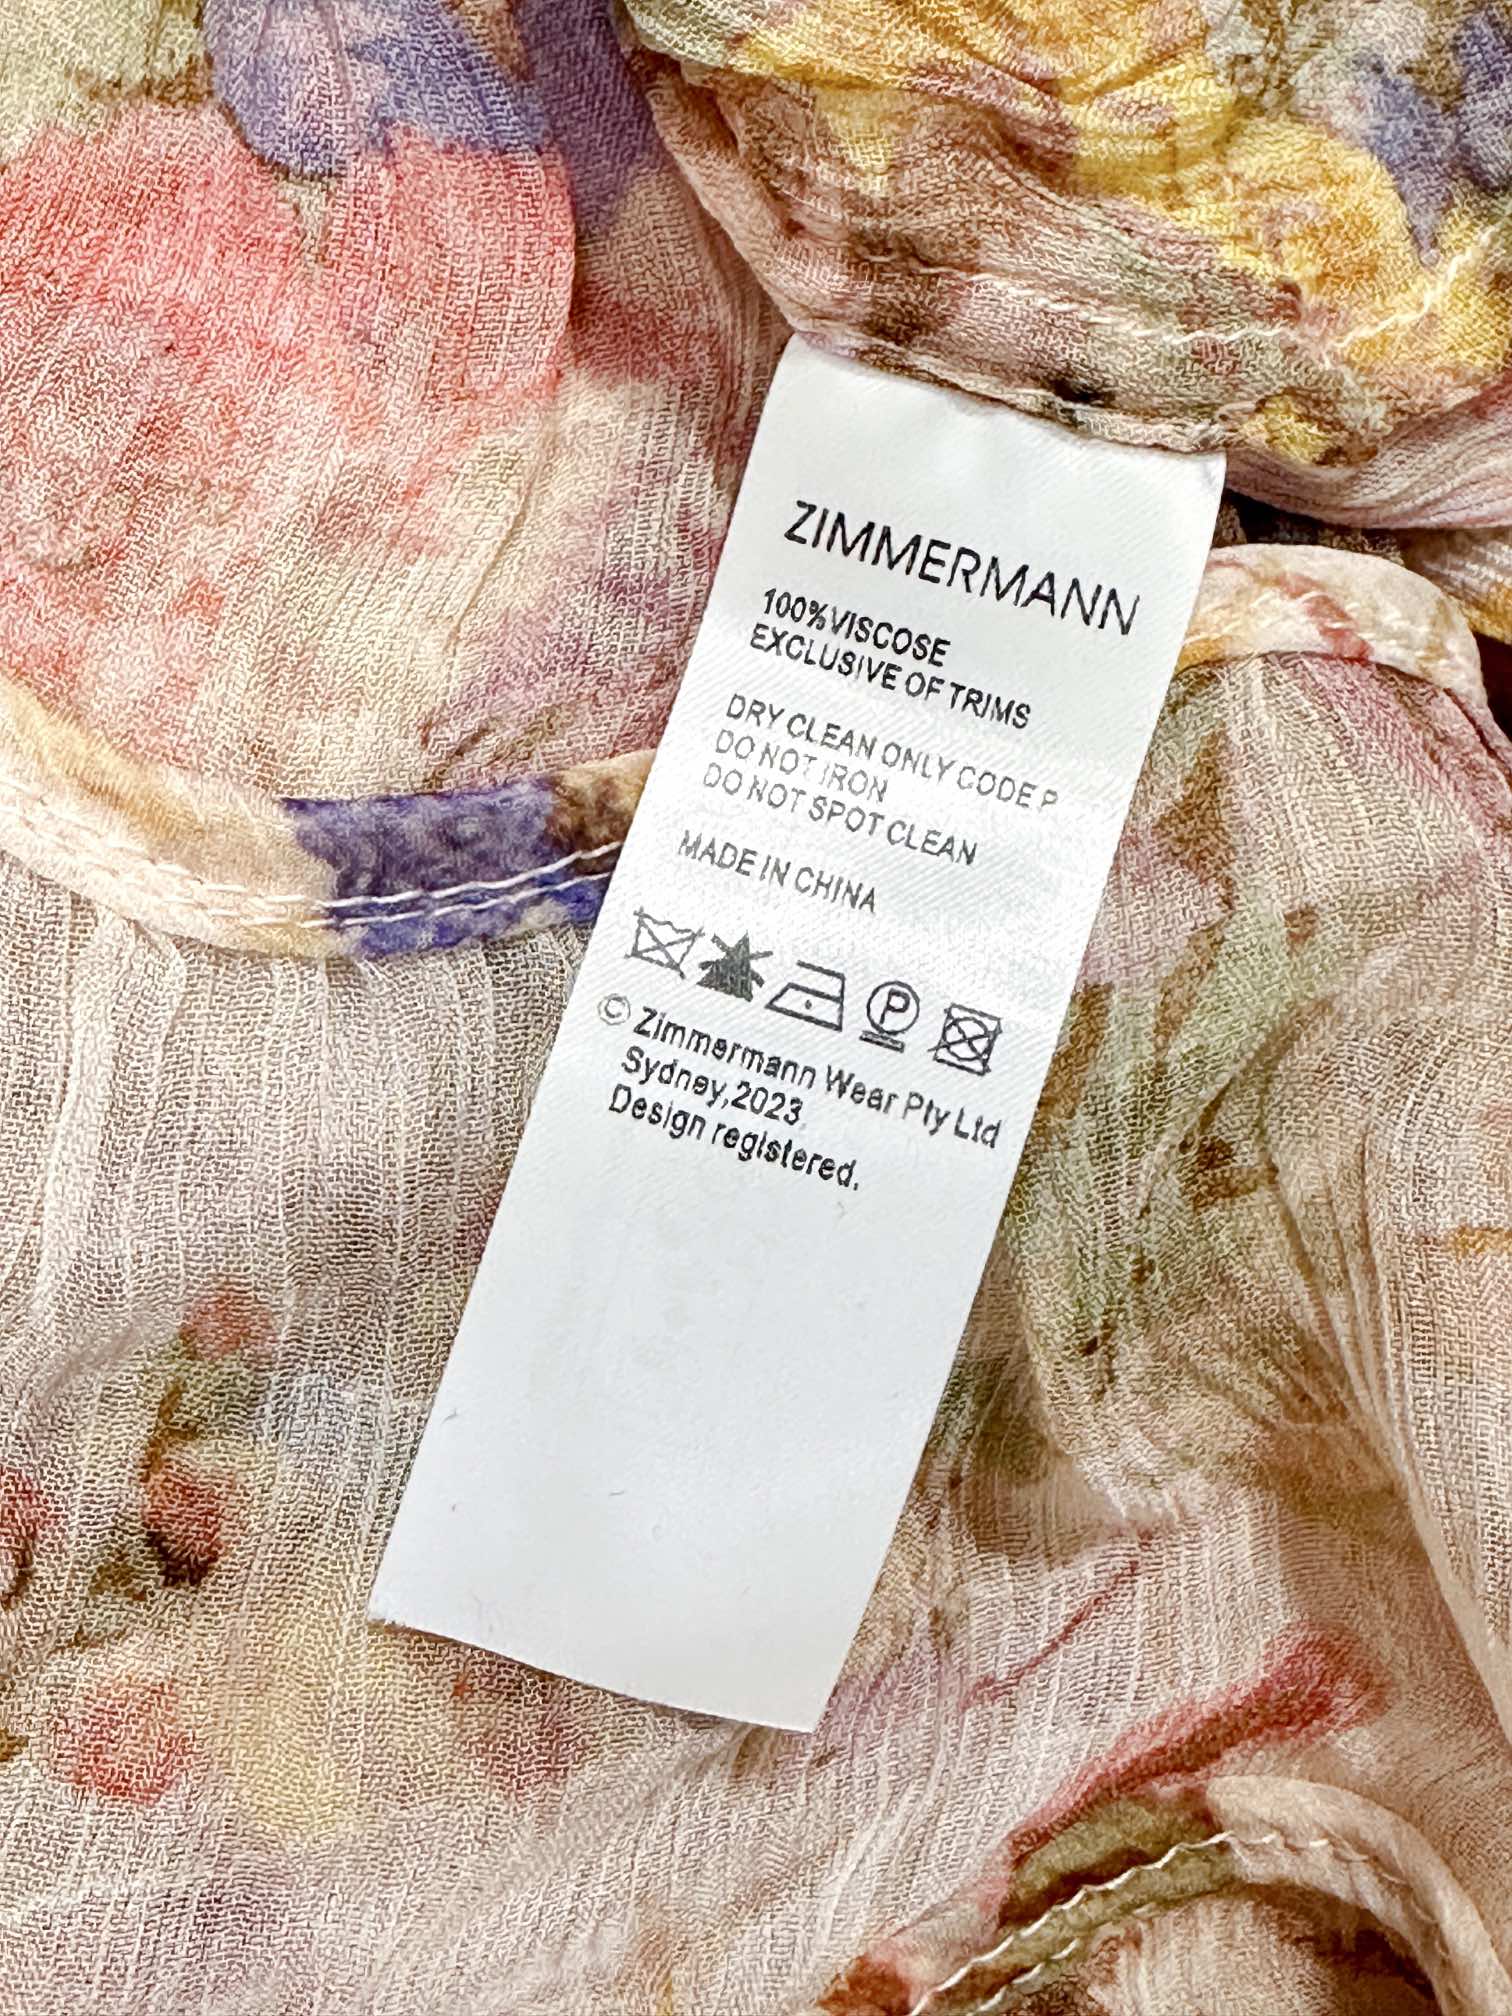 ZIMMERMANN
100%VISCOSE
EXCLUSIVE OF TRIMS
DRY CLEAN ONLY CODE P
DO NOT IRON
DO NOT SPOT CLEAN
MADE IN CHINA
P
© Zimmermann Wear Pty Ltd
Sydney,2023.
Design registered.